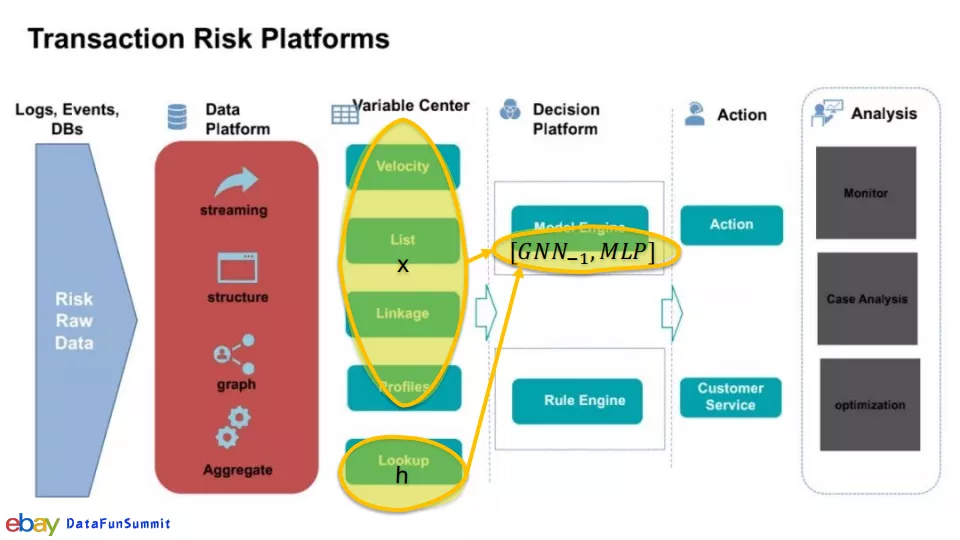 Transaction Risk Platforms
Logs, Events,
DBs
Data
Platform
Variable Center
Decision
Platform
Action
Analysis
Risk
Raw
Data
streaming
structure
graph
Aggregate
Velocity
List
x
Linkage
Profiles
Lookup
h
Model Engine
[GNN₋₁, MLP]
Rule Engine
Action
Customer
Service
Monitor
Case Analysis
optimization
ebay DataFunSummit